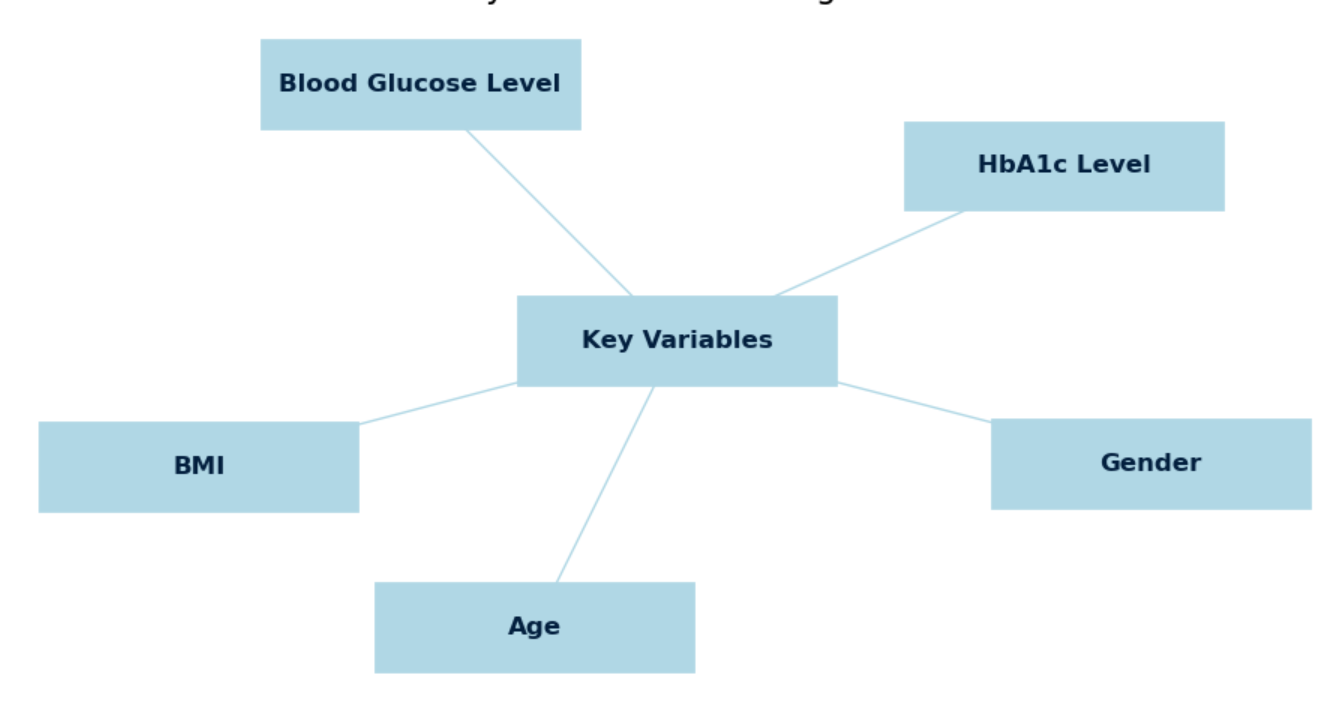 Blood Glucose Level
HbA1c Level
Key Variables
BMI
Gender
Age